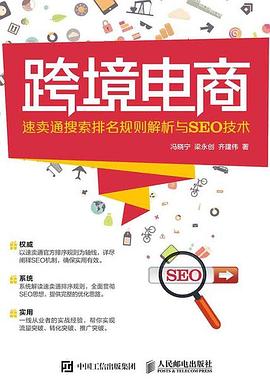 跨境电商
速卖通搜索排名规则解析与SEO技术
冯晓宁 梁永创 齐建伟 著
权威
以速卖通官方排序规则为轴线，详尽
阐释SEO机制，确保实用有效。
系统
系统解读速卖通排序规则，全面贯彻
SEO思想，提供完整的优化思路。
实用
一线从业者的实战经验，帮你实现
流量突破、转化突破、推广突破。
SEO
中国工信出版集团
人民邮电出版社
POSTS & TELECOM PRESS